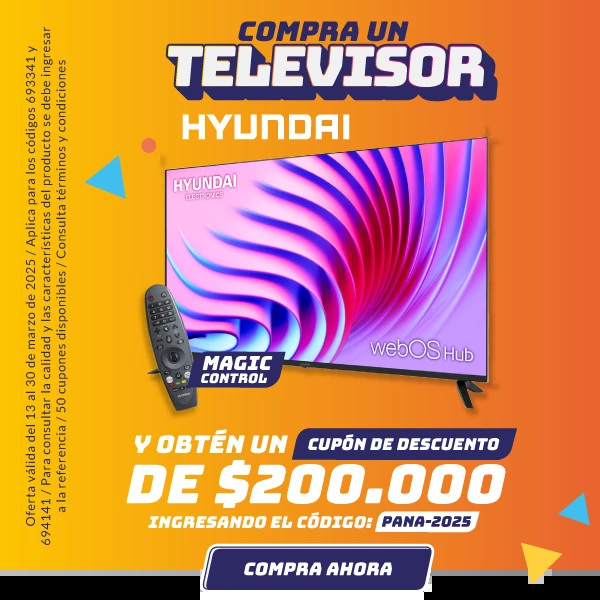 COMPRA UN
TELEVISOR
HYUNDAI
HYUNDAI
ELECTRONICS
webOS Hub
MAGIC
CONTROL
Y OBTÉN UN CUPÓN DE DESCUENTO
DE $200.000
INGRESANDO EL CÓDIGO: PANA-2025
COMPRA AHORA
Oferta válida del 13 al 30 de marzo de 2025 / Aplica para los códigos 693341 y
694141 / Para consultar la calidad y las características del producto se debe ingresar
a la referencia / 50 cupones disponibles / Consulta términos y condiciones